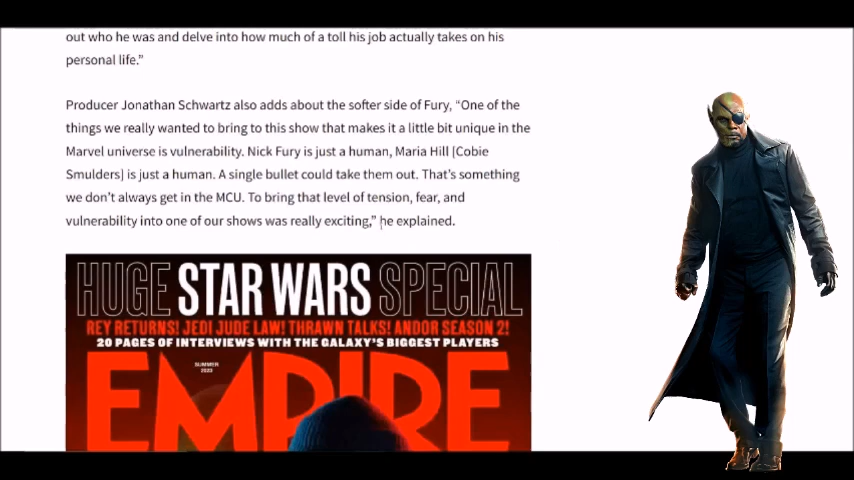 out who he was and delve into how much of a toll his job actually takes on his
personal life.”
Producer Jonathan Schwartz also adds about the softer side of Fury, “One of the
things we really wanted to bring to this show that makes it a little bit unique in the
Marvel universe is vulnerability. Nick Fury is just a human, Maria Hill [Cobie
Smulders] is just a human. A single bullet could take them out. That’s something
we don’t always get in the MCU. To bring that level of tension, fear, and
vulnerability into one of our shows was really exciting,” he explained.
HUGE STAR WARS SPECIAL
REY RETURNS! JEDI JUDE LAW! THRAWN TALKS! ANDOR SEASON 2!
20 PAGES OF INTERVIEWS WITH THE GALAXY'S BIGGEST PLAYERS
SUMMER
2023
EMPIRE